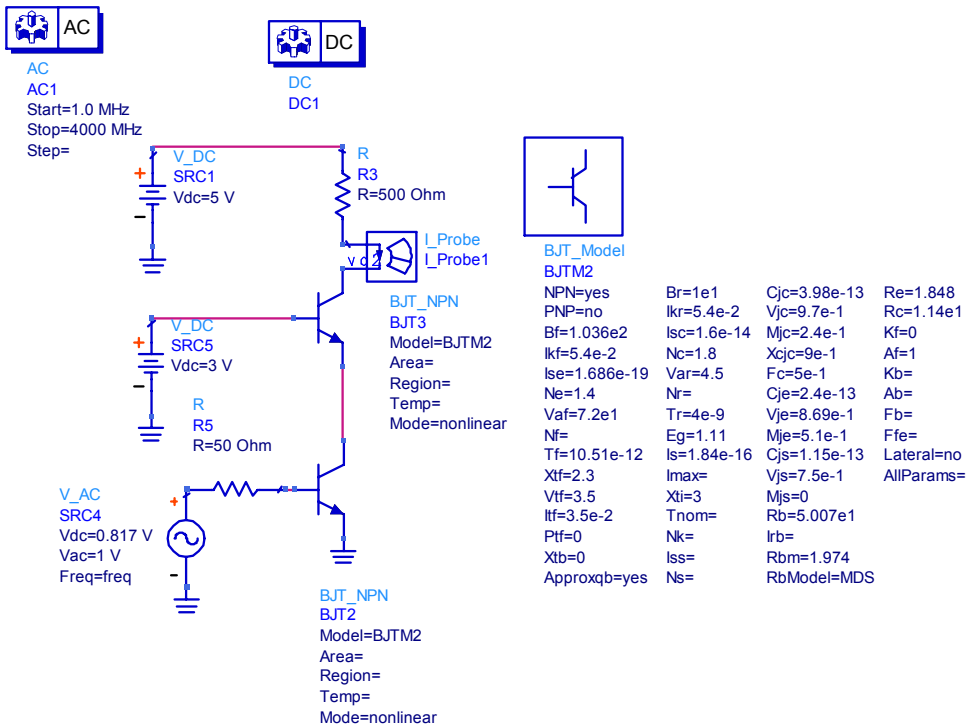 AC
AC
AC1
Start=1.0 MHz
Stop=4000 MHz
Step=
DC
DC
DC1
V_DC
SRC1
Vdc=5 V
R
R3
R=500 Ohm
I_Probe
I_Probe1
BJT_NPN
BJT3
Model=BJTM2
Area=
Region=
Temp=
Mode=nonlinear
V_DC
SRC5
Vdc=3 V
R
R5
R=50 Ohm
V_AC
SRC4
Vdc=0.817 V
Vac=1 V
Freq=freq
BJT_NPN
BJT2
Model=BJTM2
Area=
Region=
Temp=
Mode=nonlinear
BJT_Model
BJTM2
NPN=yes
PNP=no
Bf=1.036e2
Ikf=5.4e-2
Ise=1.686e-19
Ne=1.4
Vaf=7.2e1
Nf=
Tf=10.51e-12
Xtf=2.3
Vtf=3.5
Itf=3.5e-2
Ptf=0
Xtb=0
Approxqb=yes
Br=1e1
Ikr=5.4e-2
Isc=1.6e-14
Nc=1.8
Var=4.5
Nr=
Tr=4e-9
Eg=1.11
Is=1.84e-16
Imax=
Xti=3
Tnom=
Nk=
Iss=
Ns=
Cjc=3.98e-13
Vjc=9.7e-1
Mjc=2.4e-1
Xcjc=9e-1
Fc=5e-1
Cje=2.4e-13
Vje=8.69e-1
Mje=5.1e-1
Cjs=1.15e-13
Vjs=7.5e-1
Mjs=0
Rb=5.007e1
Irb=
Rbm=1.974
RbModel=MDS
Re=1.848
Rc=1.14e1
Kf=0
Af=1
Kb=
Ab=
Fb=
Ffe=
Lateral=no
AllParams=